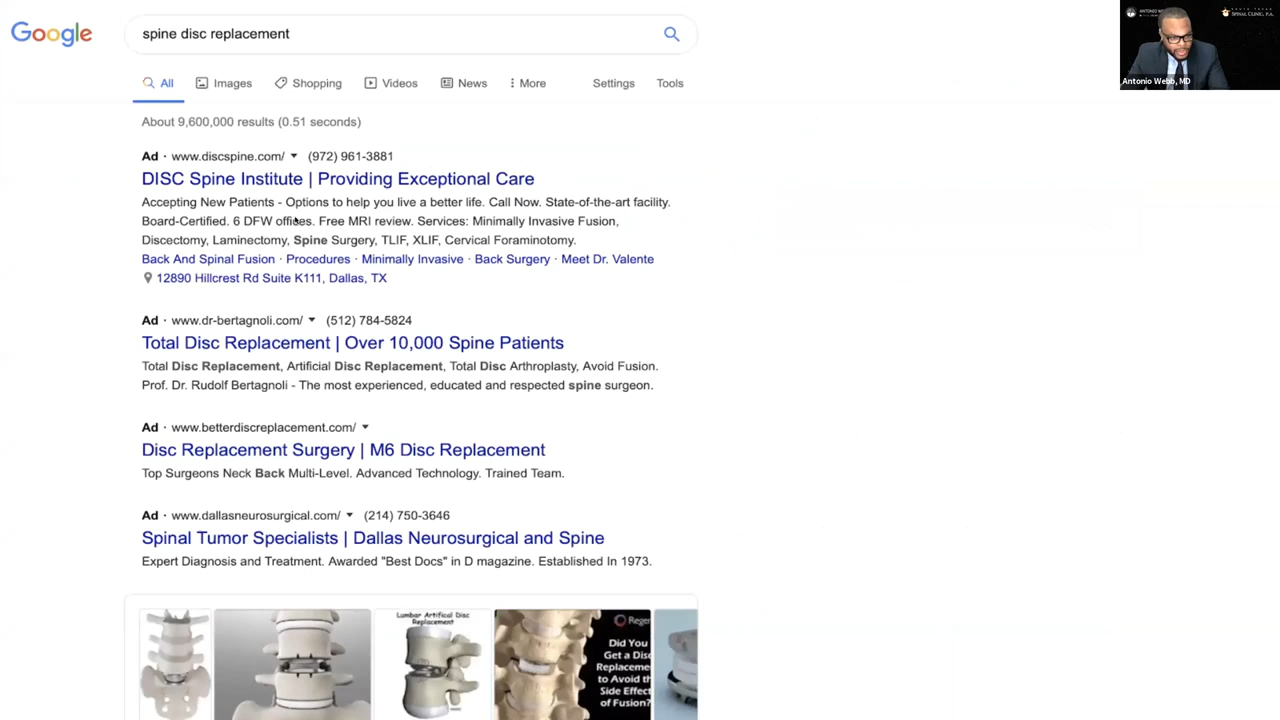 Google
spine disc replacement
All
Images
Shopping
Videos
News
More
Settings
Tools
About 9,600,000 results (0.51 seconds)
Ad · www.discspine.com/ (972) 961-3881
DISC Spine Institute | Providing Exceptional Care
Accepting New Patients - Options to help you live a better life. Call Now. State-of-the-art facility.
Board-Certified. 6 DFW offices. Free MRI review. Services: Minimally Invasive Fusion,
Discectomy, Laminectomy, Spine Surgery, TLIF, XLIF, Cervical Foraminotomy.
Back And Spinal Fusion · Procedures · Minimally Invasive · Back Surgery · Meet Dr. Valente
12890 Hillcrest Rd Suite K111, Dallas, TX
Ad · www.dr-bertagnoli.com/ (512) 784-5824
Total Disc Replacement | Over 10,000 Spine Patients
Total Disc Replacement, Artificial Disc Replacement, Total Disc Arthroplasty, Avoid Fusion.
Prof. Dr. Rudolf Bertagnoli - The most experienced, educated and respected spine surgeon.
Ad · www.betterdiscreplacement.com/
Disc Replacement Surgery | M6 Disc Replacement
Top Surgeons Neck Back Multi-Level. Advanced Technology. Trained Team.
Ad · www.dallasneurosurgical.com/ (214) 750-3646
Spinal Tumor Specialists | Dallas Neurosurgical and Spine
Expert Diagnosis and Treatment. Awarded "Best Docs" in D magazine. Established In 1973.
Lumbar Artifical Disc
Replacement
Did You
Get a Disc
Replaceme
to Avoid th
Side Effect
of Fusion?
SPINAL CLINIC, P.A.
Antonio Webb, MD